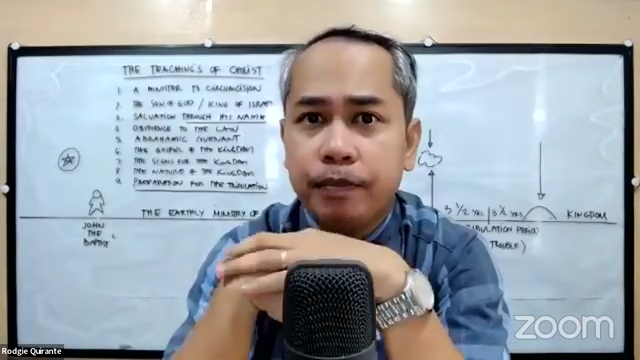 THE TEACHINGS OF CHRIST
1. A MINISTER TO CIRCUMCISION
2. THE SON OF GOD / KING OF ISRAE
3. SALVATION THROUGH HIS NAME
4. OBEDIENCE TO THE LAW
5. ABRAHAMIC COVENANT
6. THE GOSPEL OF THE KINGDOM
7. THE SIGNS FOR THE KINGDOM
8. THE NATURE OF THE KINGDOM
9. PREPARATION FOR THE TRIBULATION
THE EARTHLY MINISTRY OF
3 1/2 YRS | 3 1/2 YRS
KINGDOM
JOHN
THE
BAPTIST
TROUBLE)
zoom
Rodgie Quirante